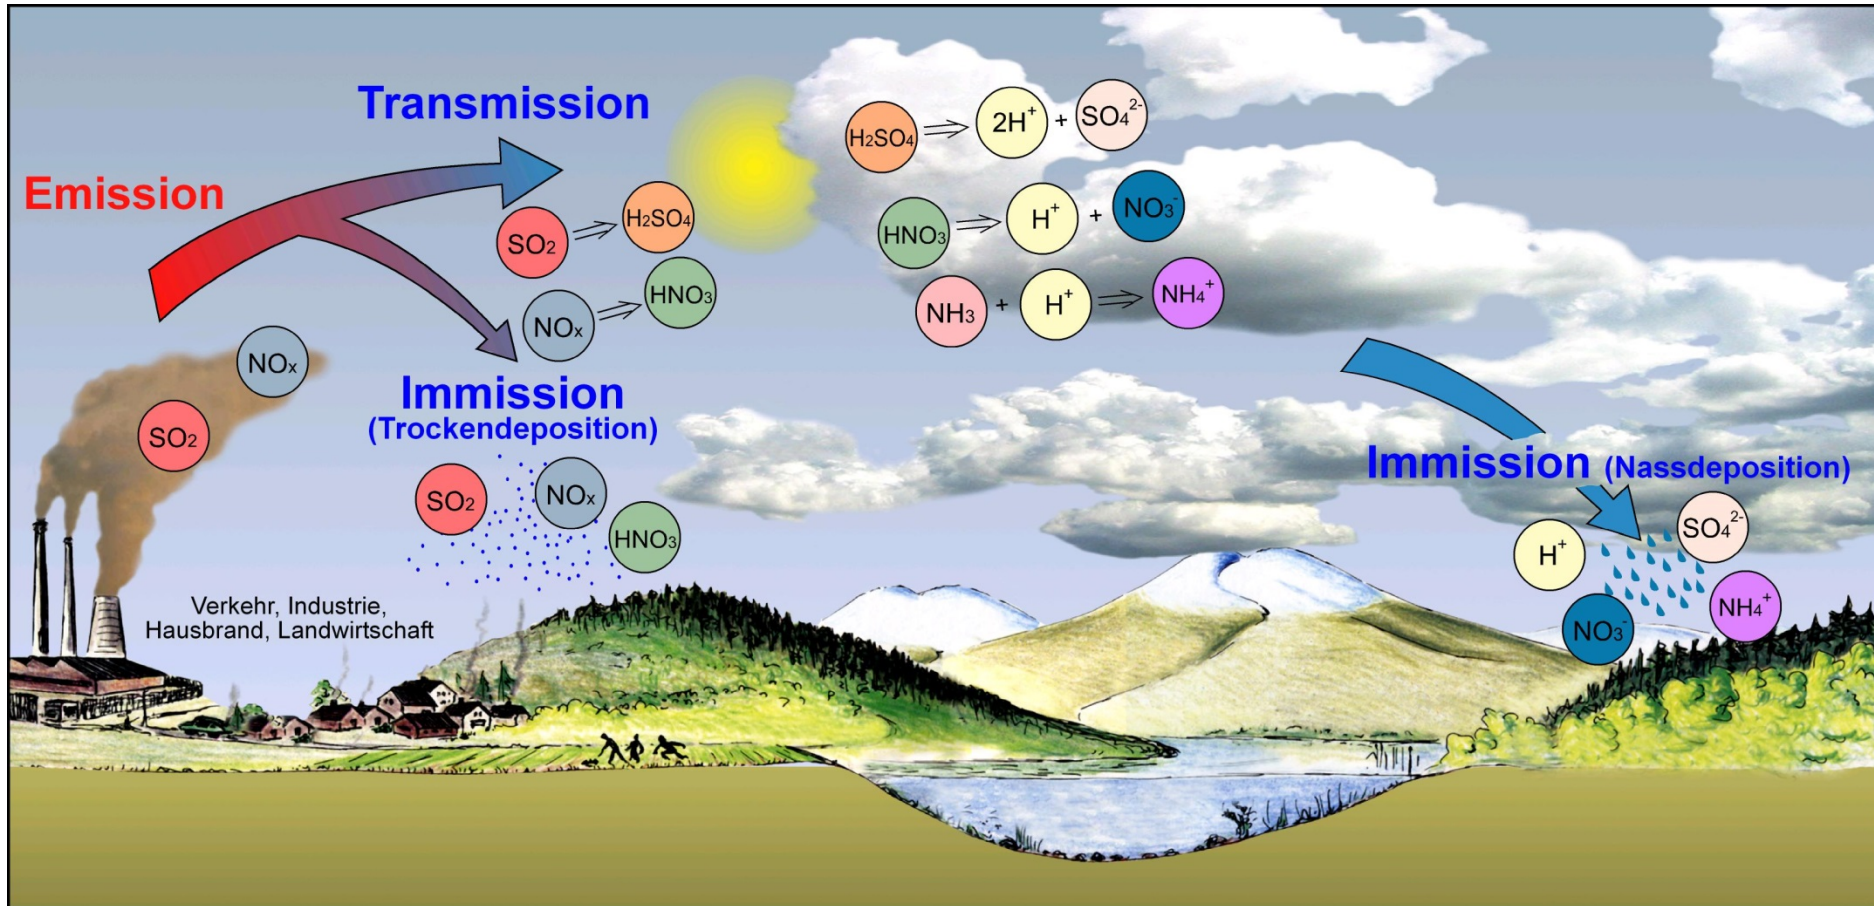 Transmission
Emission
SO₂ ⇒ H₂SO₄
NOₓ ⇒ HNO₃
H₂SO₄ ⇒ 2H⁺ + SO₄²⁻
HNO₃ ⇒ H⁺ + NO₃⁻
NH₃ + H⁺ ⇒ NH₄⁺
NOₓ
SO₂
Immission
(Trockendeposition)
SO₂
NOₓ
HNO₃
Verkehr, Industrie,
Hausbrand, Landwirtschaft
Immission (Nassdeposition)
SO₄²⁻
H⁺
NH₄⁺
NO₃⁻